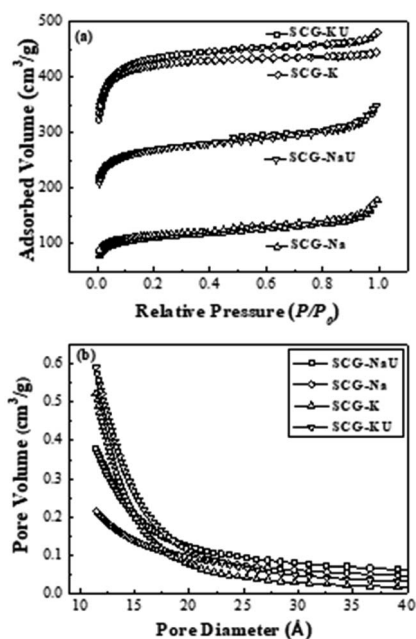 (a)
500
400
300
200
100
Adsorbed Volume (cm³/g)
SCG-KU
SCG-K
SCG-NaU
SCG-Na
0.0 0.2 0.4 0.6 0.8 1.0
Relative Pressure (P/P₀)
(b)
0.6
0.5
0.4
0.3
0.2
0.1
0.0
Pore Volume (cm³/g)
SCG-NaU
SCG-Na
SCG-K
SCG-KU
10 15 20 25 30 35 40
Pore Diameter (Å)